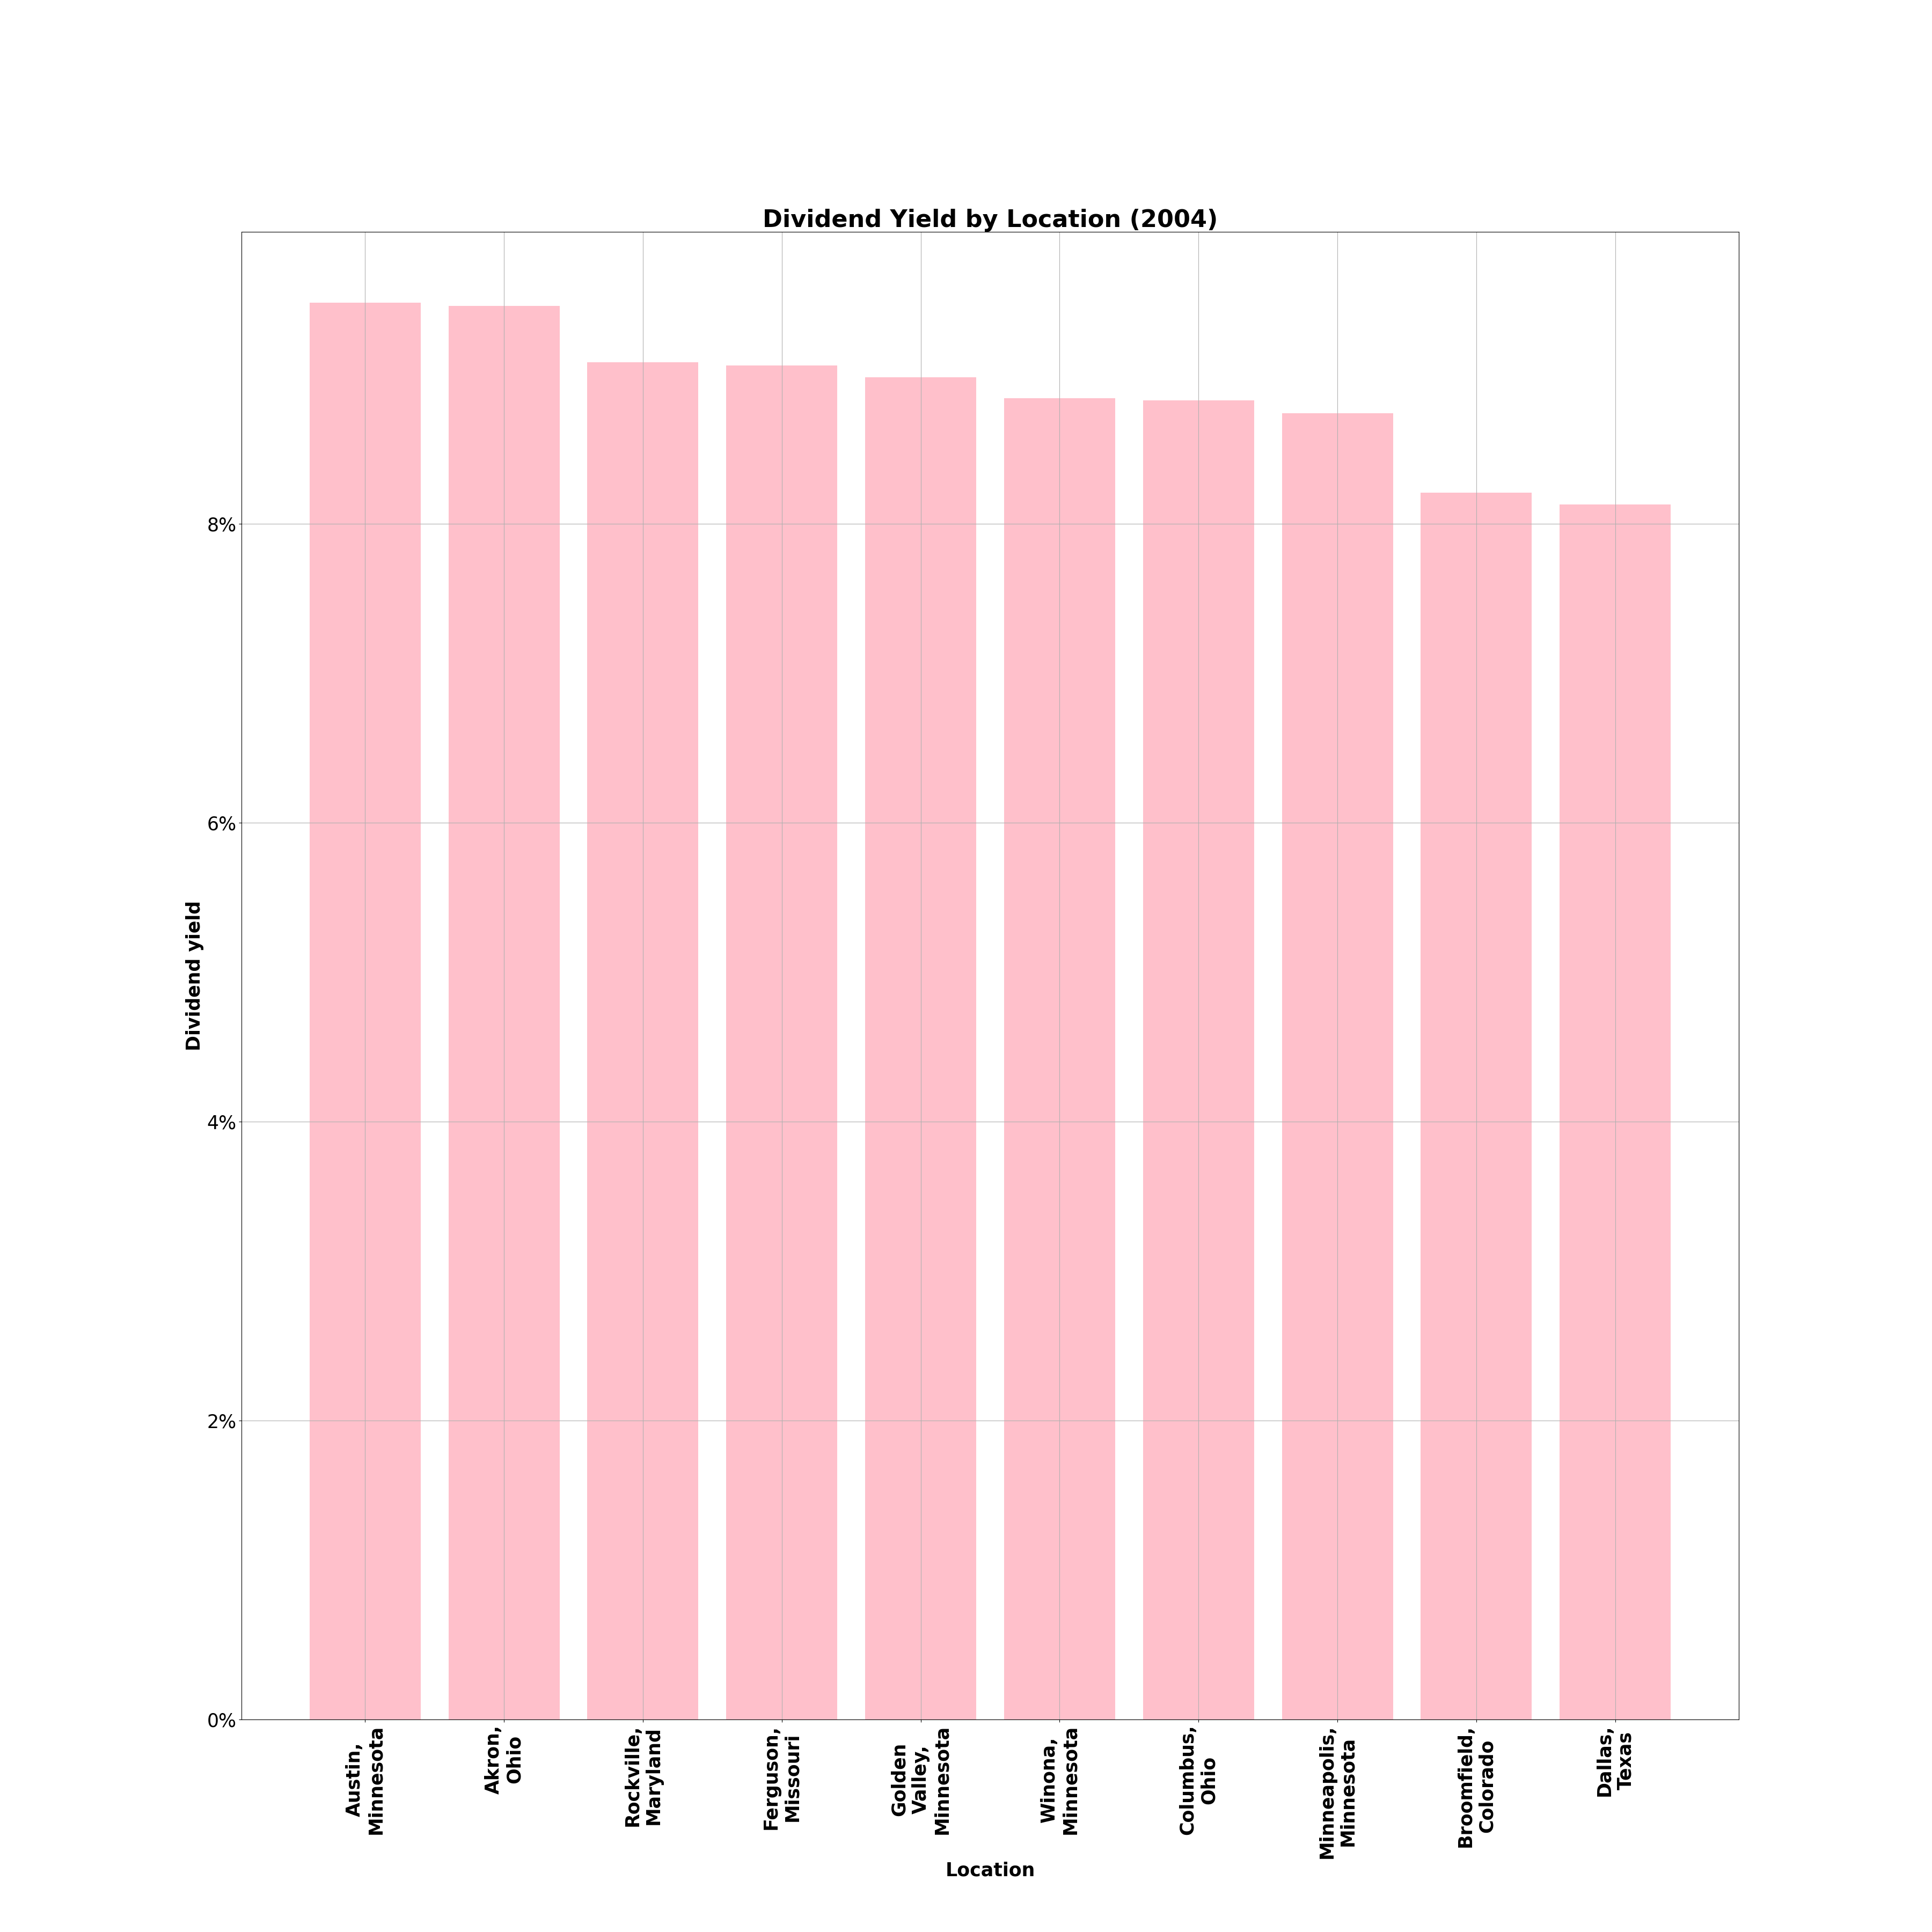 Dividend Yield by Location (2004)
Dividend yield
8%
6%
4%
2%
0%
Austin,
Minnesota
Akron,
Ohio
Rockville,
Maryland
Ferguson,
Missouri
Golden
Valley,
Minnesota
Winona,
Minnesota
Columbus,
Ohio
Minneapolis,
Minnesota
Broomfield,
Colorado
Dallas,
Texas
Location